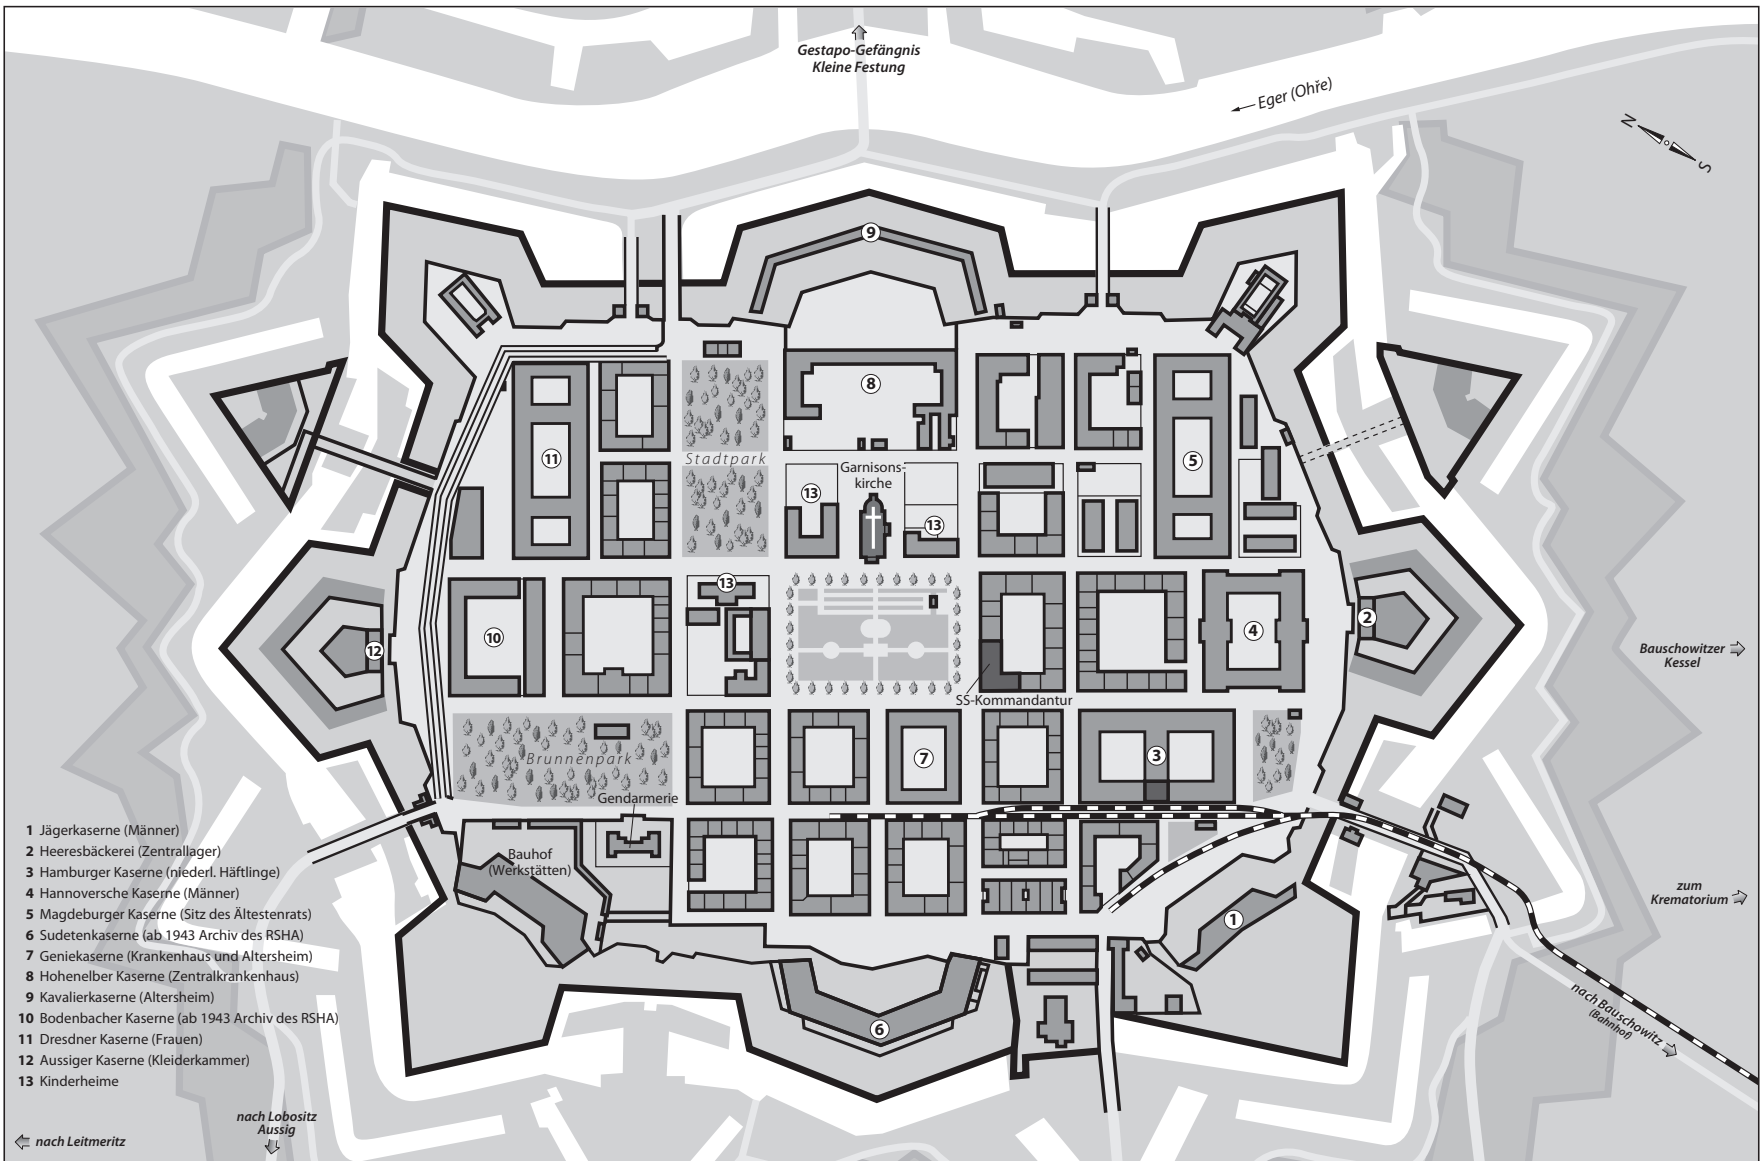 Gestapo-Gefängnis
Kleine Festung
Eger (Ohře)
N
S
9
8
11
5
Stadtpark
Garnisons-
kirche
13
13
13
10
12
4
2
Bauschowitzer
Kessel
SS-Kommandantur
7
3
Brunnenpark
Gendarmerie
Bauhof
(Werkstätten)
1
6
zum
Krematorium
nach Bauschowitz
(Bahnhof)
1 Jägerkaserne (Männer)
2 Heeresbäckerei (Zentrallager)
3 Hamburger Kaserne (niederl. Häftlinge)
4 Hannoversche Kaserne (Männer)
5 Magdeburger Kaserne (Sitz des Ältestenrats)
6 Sudetenkaserne (ab 1943 Archiv des RSHA)
7 Geniekaserne (Krankenhaus und Altersheim)
8 Hohenelber Kaserne (Zentralkrankenhaus)
9 Kavalierkaserne (Altersheim)
10 Bodenbacher Kaserne (ab 1943 Archiv des RSHA)
11 Dresdner Kaserne (Frauen)
12 Aussiger Kaserne (Kleiderkammer)
13 Kinderheime
nach Lobositz
Aussig
nach Leitmeritz